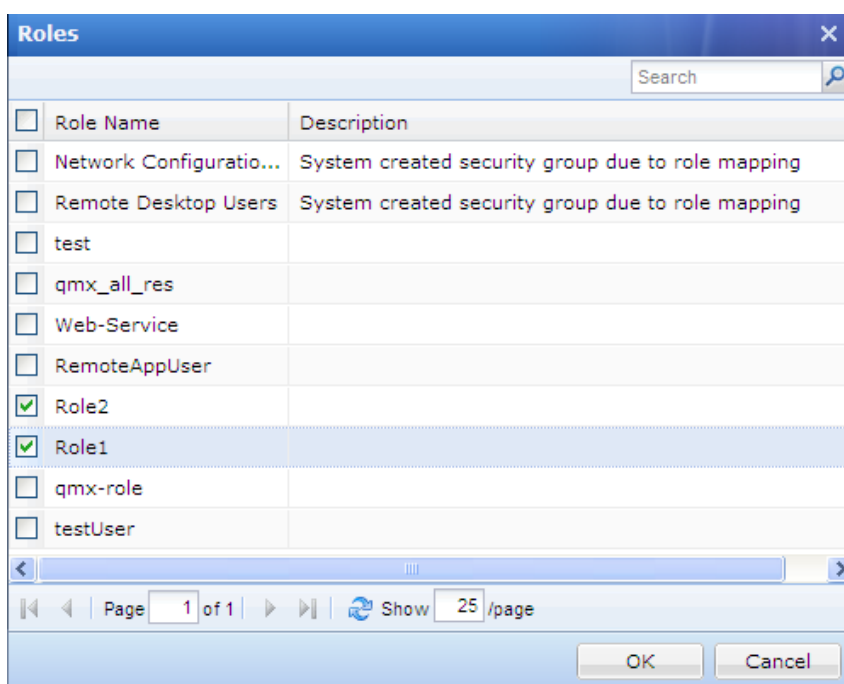 Roles
Search
Role Name Description
Network Configuratio... System created security group due to role mapping
Remote Desktop Users System created security group due to role mapping
test
qmx_all_res
Web-Service
RemoteAppUser
Role2
Role1
qmx-role
testUser
Page 1 of 1 Show 25 /page
OK Cancel